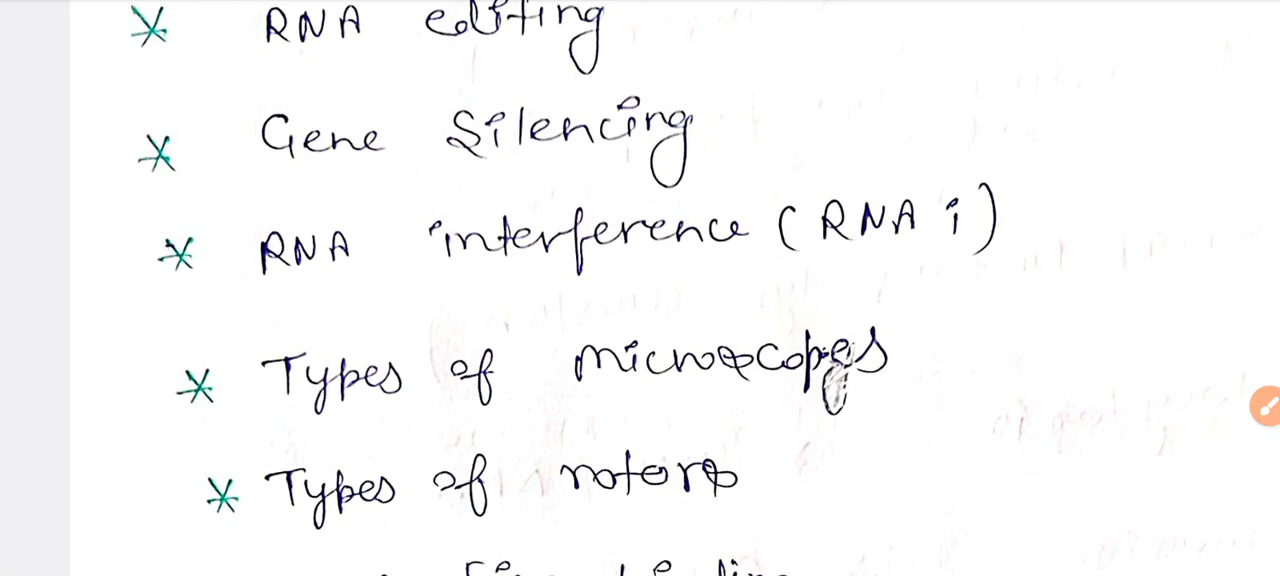 * RNA editing
* Gene Silencing
* RNA interference (RNA i)
* Types of microscopes
* Types of rotors